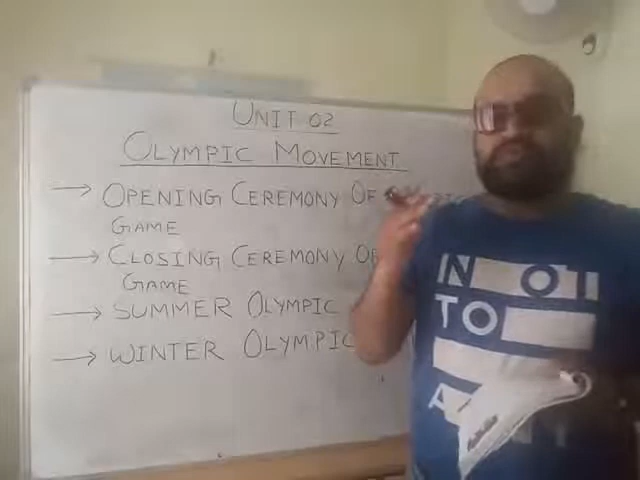 UNIT 02
OLYMPIC MOVEMENT
→ OPENING CEREMONY OF
GAME
→ CLOSING CEREMONY OF
GAME
→ SUMMER OLYMPIC
→ WINTER OLYMPIC
NOT
TO